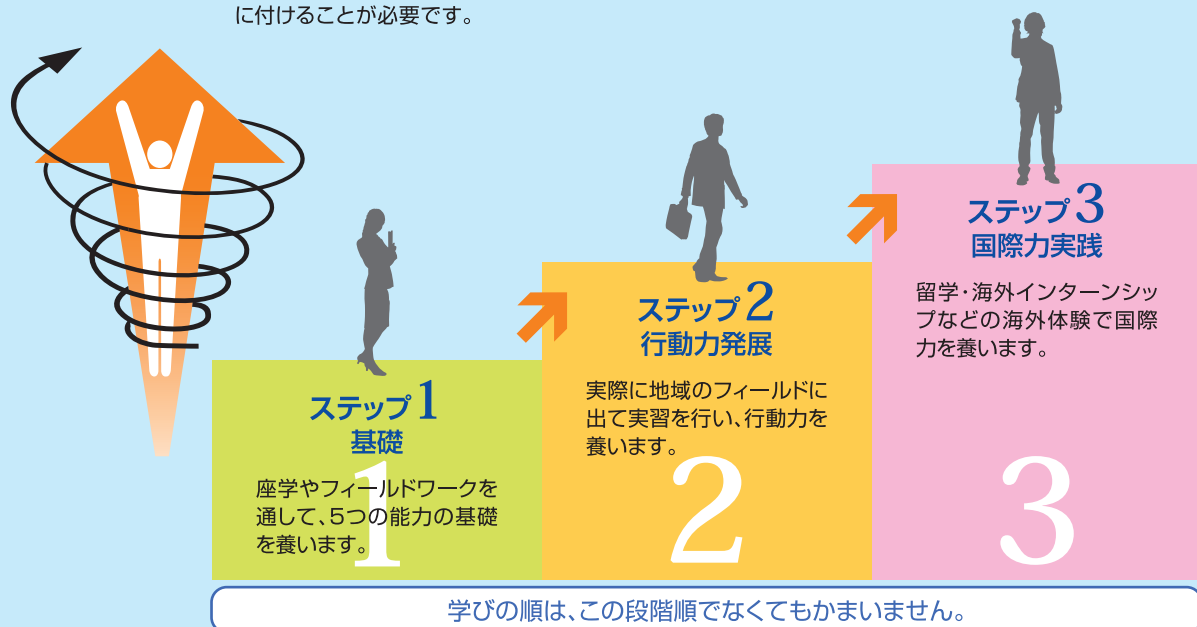 に付けることが必要です。
ステップ1
基礎
座学やフィールドワークを
通して、5つの能力の基礎
を養います。
1
ステップ2
行動力発展
実際に地域のフィールドに
出て実習を行い、行動力を
養います。
2
ステップ3
国際力実践
留学・海外インターンシッ
プなどの海外体験で国際
力を養います。
3
学びの順は、この段階順でなくてもかまいません。